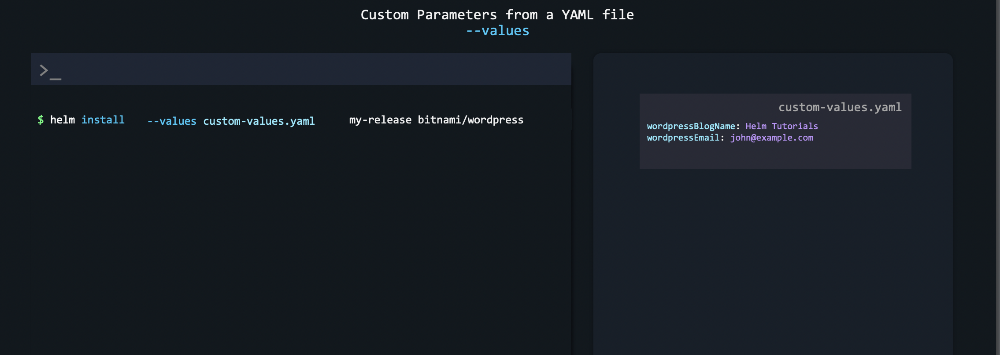 Custom Parameters from a YAML file
--values
>_
$ helm install --values custom-values.yaml my-release bitnami/wordpress
custom-values.yaml
wordpressBlogName: Helm Tutorials
wordpressEmail: john@example.com